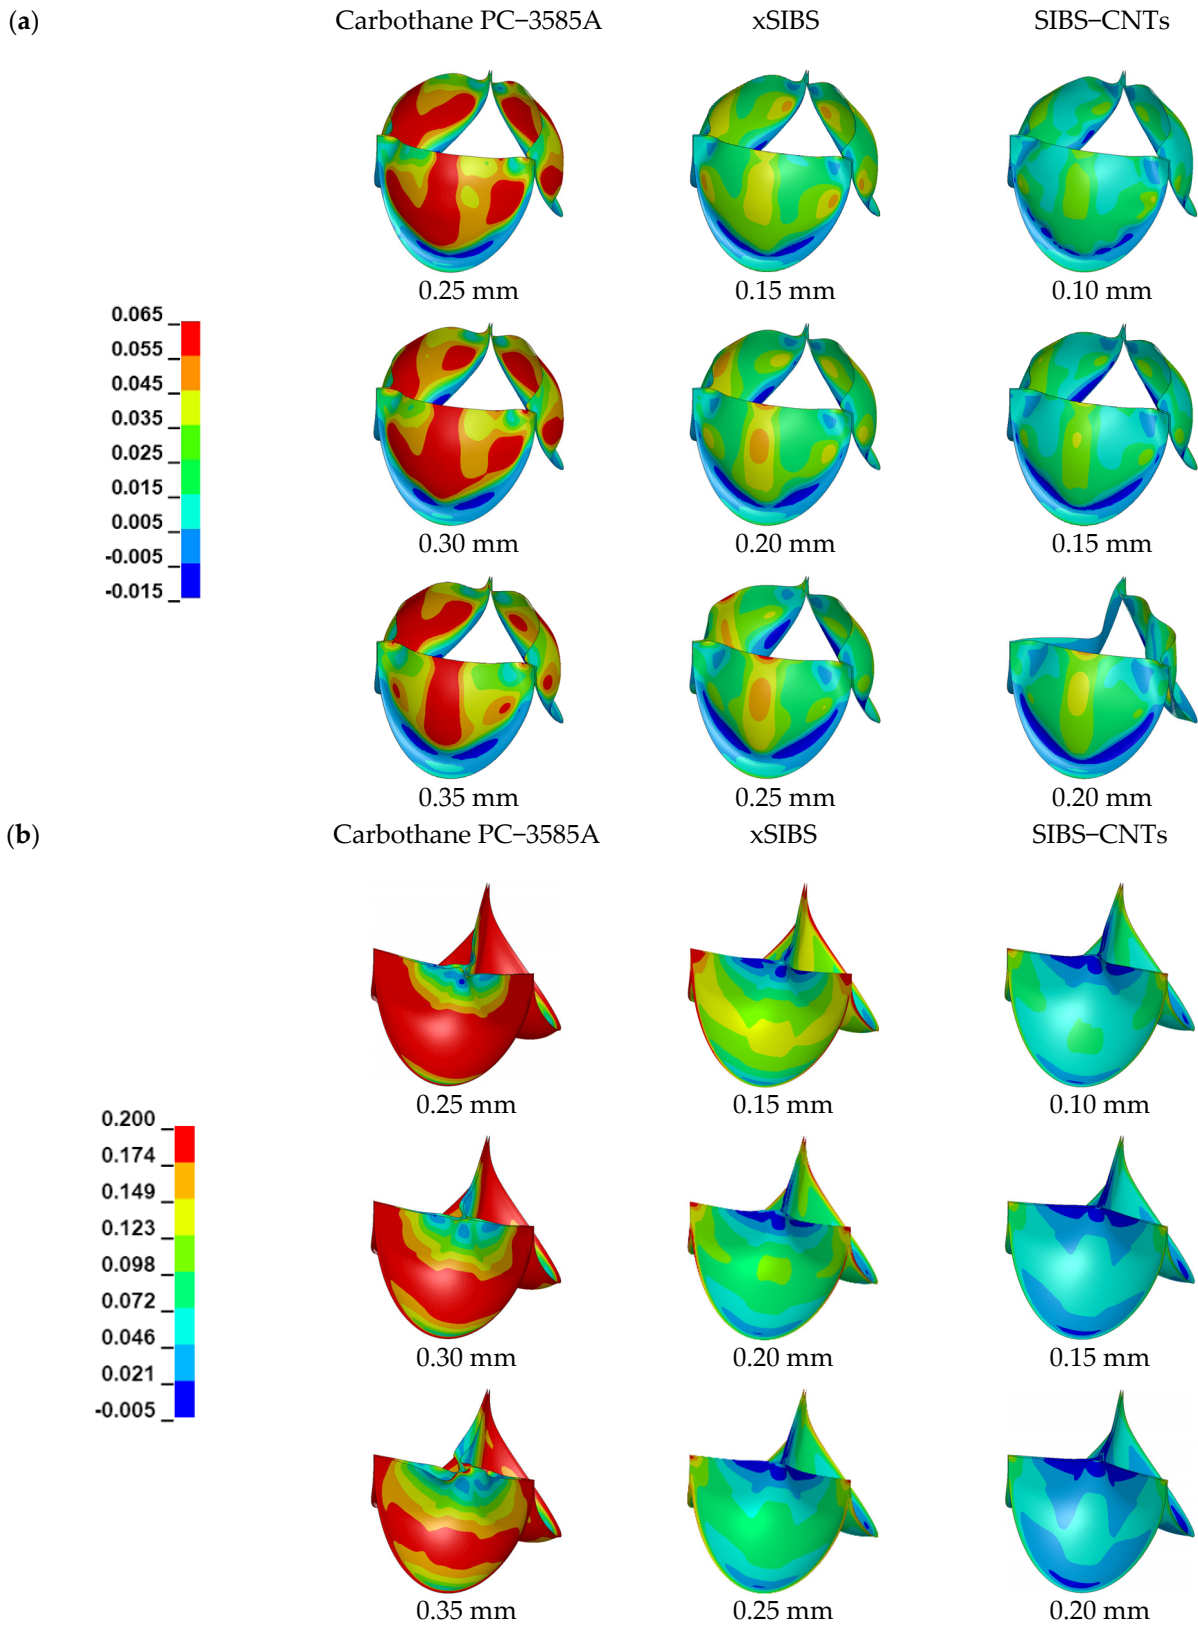 (a)
Carbothane PC−3585A xSIBS SIBS−CNTs
0.25 mm 0.15 mm 0.10 mm
0.065
0.055
0.045
0.035
0.025
0.015
0.005
-0.005
-0.015
0.30 mm 0.20 mm 0.15 mm
0.35 mm 0.25 mm 0.20 mm
(b)
Carbothane PC−3585A xSIBS SIBS−CNTs
0.25 mm 0.15 mm 0.10 mm
0.200
0.174
0.149
0.123
0.098
0.072
0.046
0.021
-0.005
0.30 mm 0.20 mm 0.15 mm
0.35 mm 0.25 mm 0.20 mm